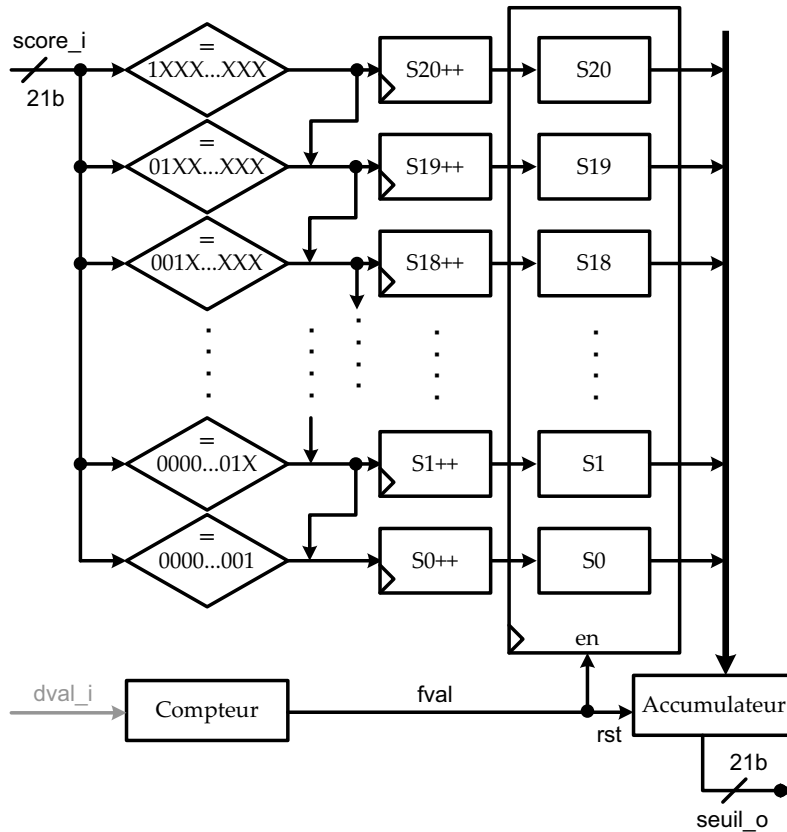 score_i
21b
=
1XXX...XXX
S20++
S20
=
01XX...XXX
S19++
S19
=
001X...XXX
S18++
S18
=
0000...01X
S1++
S1
=
0000...001
S0++
S0
en
dval_i
Compteur
fval
rst
Accumulateur
21b
seuil_o